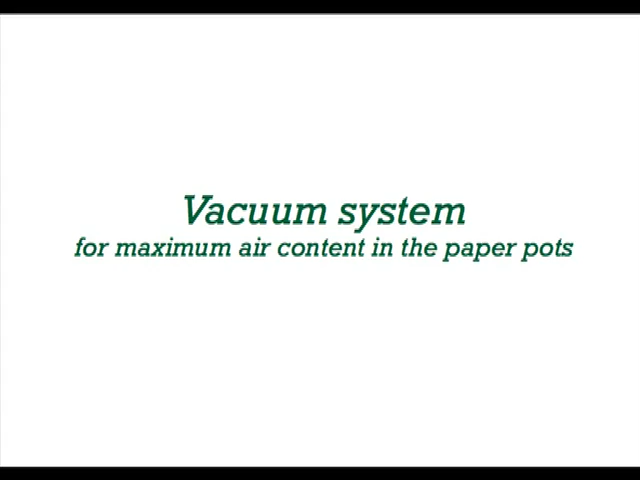 Vacuum system
for maximum air content in the paper pots